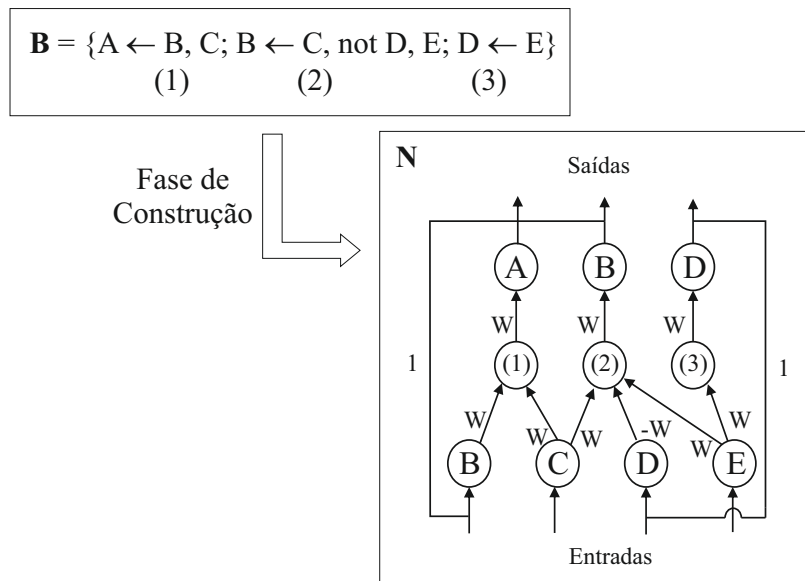 B = {A ← B, C; B ← C, not D, E; D ← E}
(1) (2) (3)
Fase de
Construção
N
Saídas
A B D
W W W
1 (1) (2) (3) 1
W W W -W W W
B C D E
Entradas